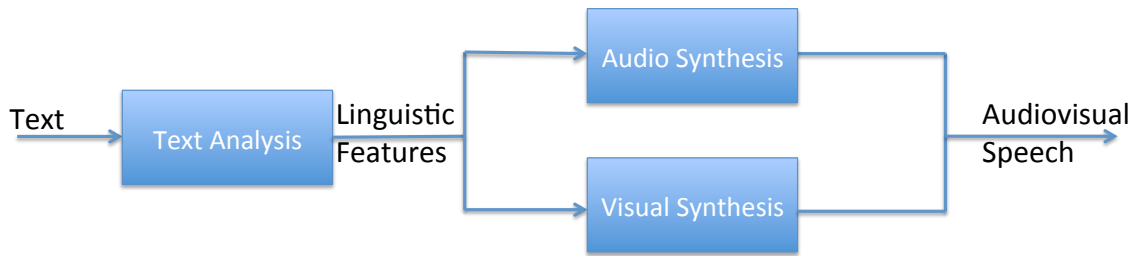 Text
Text Analysis
Linguistic
Features
Audio Synthesis
Visual Synthesis
Audiovisual
Speech